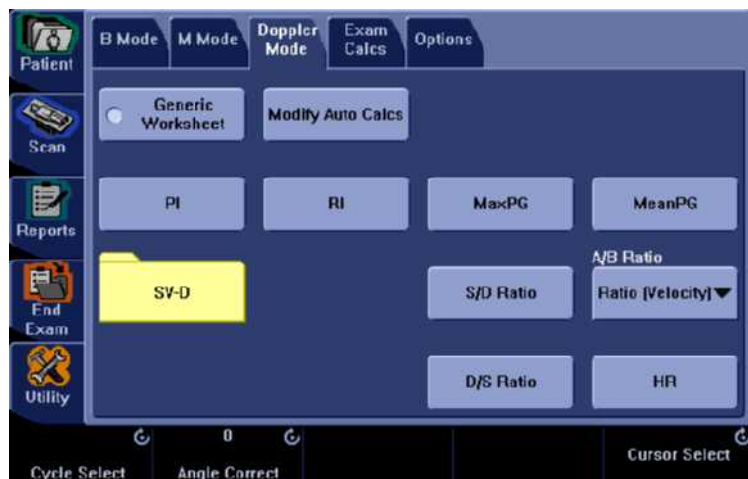 Patient
B Mode
M Mode
Doppler
Mode
Exam
Calcs
Options
Generic
Worksheet
Modify Auto Calcs
Scan
PI
RI
MaxPG
MeanPG
Reports
A/B Ratio
SV-D
S/D Ratio
Ratio (Velocity)
End
Exam
D/S Ratio
HR
Utility
0
Cycle Select
Angle Correct
Cursor Select